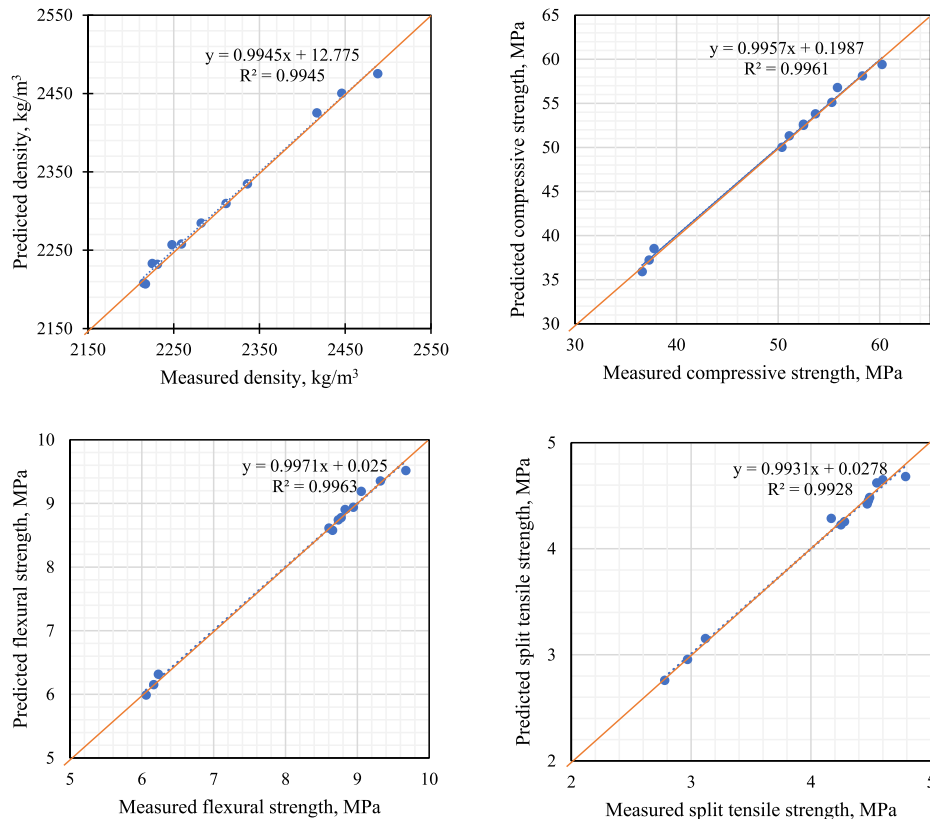 2550
2450
2350
2250
2150
Predicted density, kg/m³
y = 0.9945x + 12.775
R² = 0.9945
2150 2250 2350 2450 2550
Measured density, kg/m³
65
60
55
50
45
40
35
30
Predicted compressive strength, MPa
y = 0.9957x + 0.1987
R² = 0.9961
30 40 50 60
Measured compressive strength, MPa
10
9
8
7
6
5
Predicted flexural strength, MPa
y = 0.9971x + 0.025
R² = 0.9963
5 6 7 8 9 10
Measured flexural strength, MPa
5
4
3
2
Predicted split tensile strength, MPa
y = 0.9931x + 0.0278
R² = 0.9928
2 3 4 5
Measured split tensile strength, MPa